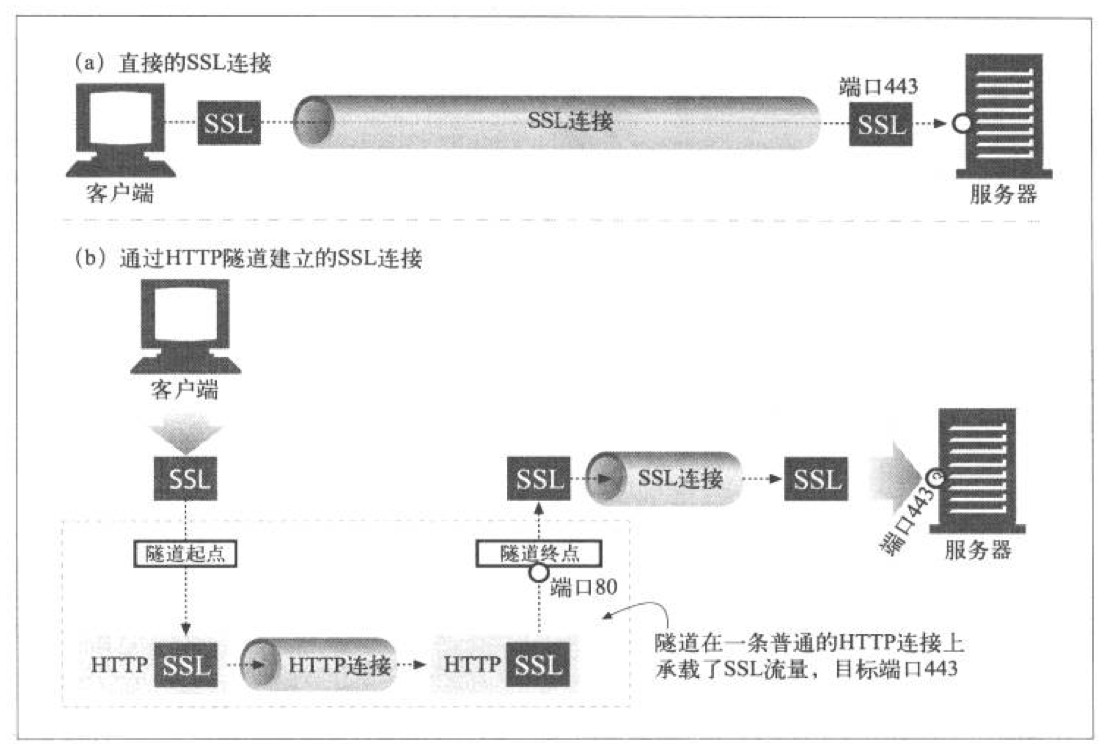 （a）直接的SSL连接
端口443
SSL
SSL连接
SSL
客户端
服务器
（b）通过HTTP隧道建立的SSL连接
客户端
SSL
SSL
SSL连接
SSL
端口443
服务器
隧道起点
隧道终点
端口80
HTTP SSL
HTTP连接
HTTP SSL
隧道在一条普通的HTTP连接上
承载了SSL流量，目标端口443